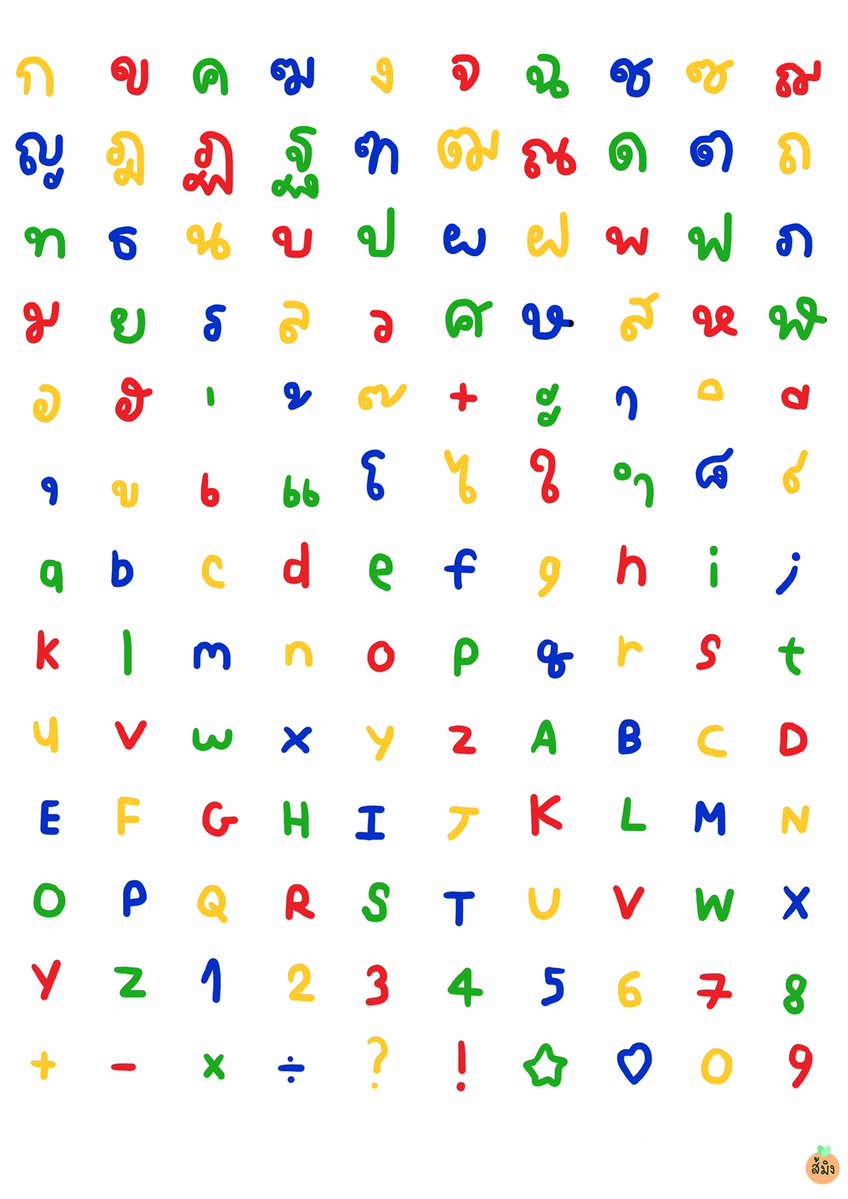 ก ข ค ฆ ง จ ฉ ช ซ ฌ
ญ ฎ ฏ ฐ ฑ ฒ ณ ด ต ถ
ท ธ น บ ป ผ ฝ พ ฟ ภ
ม ย ร ล ว ศ ษ ส ห ฬ
อ ฮ ่ ้ ๊ ๋ ะ า ิ ี
ุ ู เ แ โ ไ ใ ำ ็ ์
a b c d e f g h i j
k l m n o p q r s t
u v w x y z A B C D
E F G H I J K L M N
O P Q R S T U V W X
Y Z 1 2 3 4 5 6 7 8
+ - × ÷ ? ! ☆ ♡ 0 9
ส้มิง